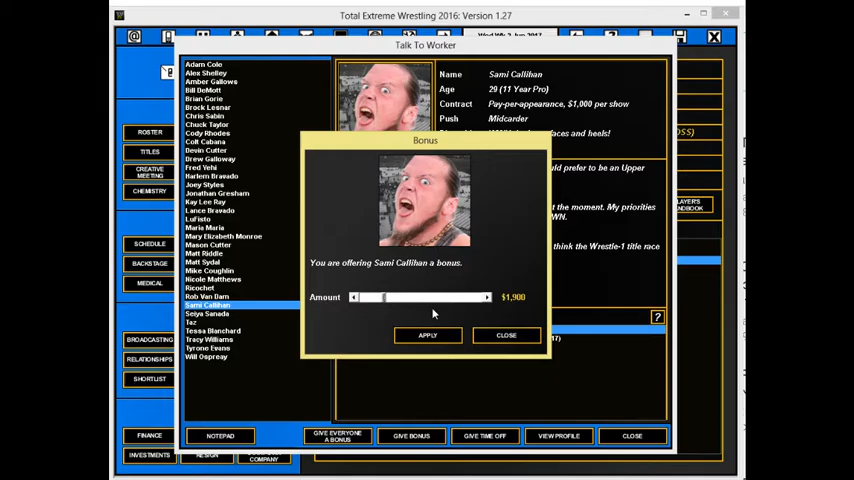 Total Extreme Wrestling 2016: Version 1.27
Talk To Worker
ROSTER
TITLES
CREATIVE
MEETING
CHEMISTRY
SCHEDULE
BACKSTAGE
MEDICAL
BROADCASTING
RELATIONSHIPS
SHORTLIST
FINANCE
INVESTMENTS
Adam Cole
Alex Shelley
Amber Gallows
Bill DeMott
Brian Gorie
Brock Lesnar
Chris Sabin
Chuck Taylor
Cody Rhodes
Colt Cabana
Devin Cutter
Drew Galloway
Fred Yehi
Harlem Bravado
Joey Styles
Jonathan Gresham
Kay Lee Ray
Lance Bravado
LuFisto
Maria Maria
Mary Elizabeth Monroe
Mason Cutter
Matt Riddle
Matt Sydal
Mike Coughlin
Nicole Matthews
Ricochet
Rob Van Dam
Sami Callihan
Seiya Sanada
Taz
Tessa Blanchard
Tracy Williams
Tyrone Evans
Will Ospreay
Name Sami Callihan
Age 29 (11 Year Pro)
Contract Pay-per-appearance, $1,000 per show
Push Midcarder
faces and heels!
uld prefer to be an Upper
t the moment. My priorities
WN.
think the Wrestle-1 title race
?
Bonus
You are offering Sami Callihan a bonus.
Amount $1,900
APPLY
CLOSE
NOTEPAD
GIVE EVERYONE
A BONUS
GIVE BONUS
GIVE TIME OFF
VIEW PROFILE
CLOSE
COMPANY